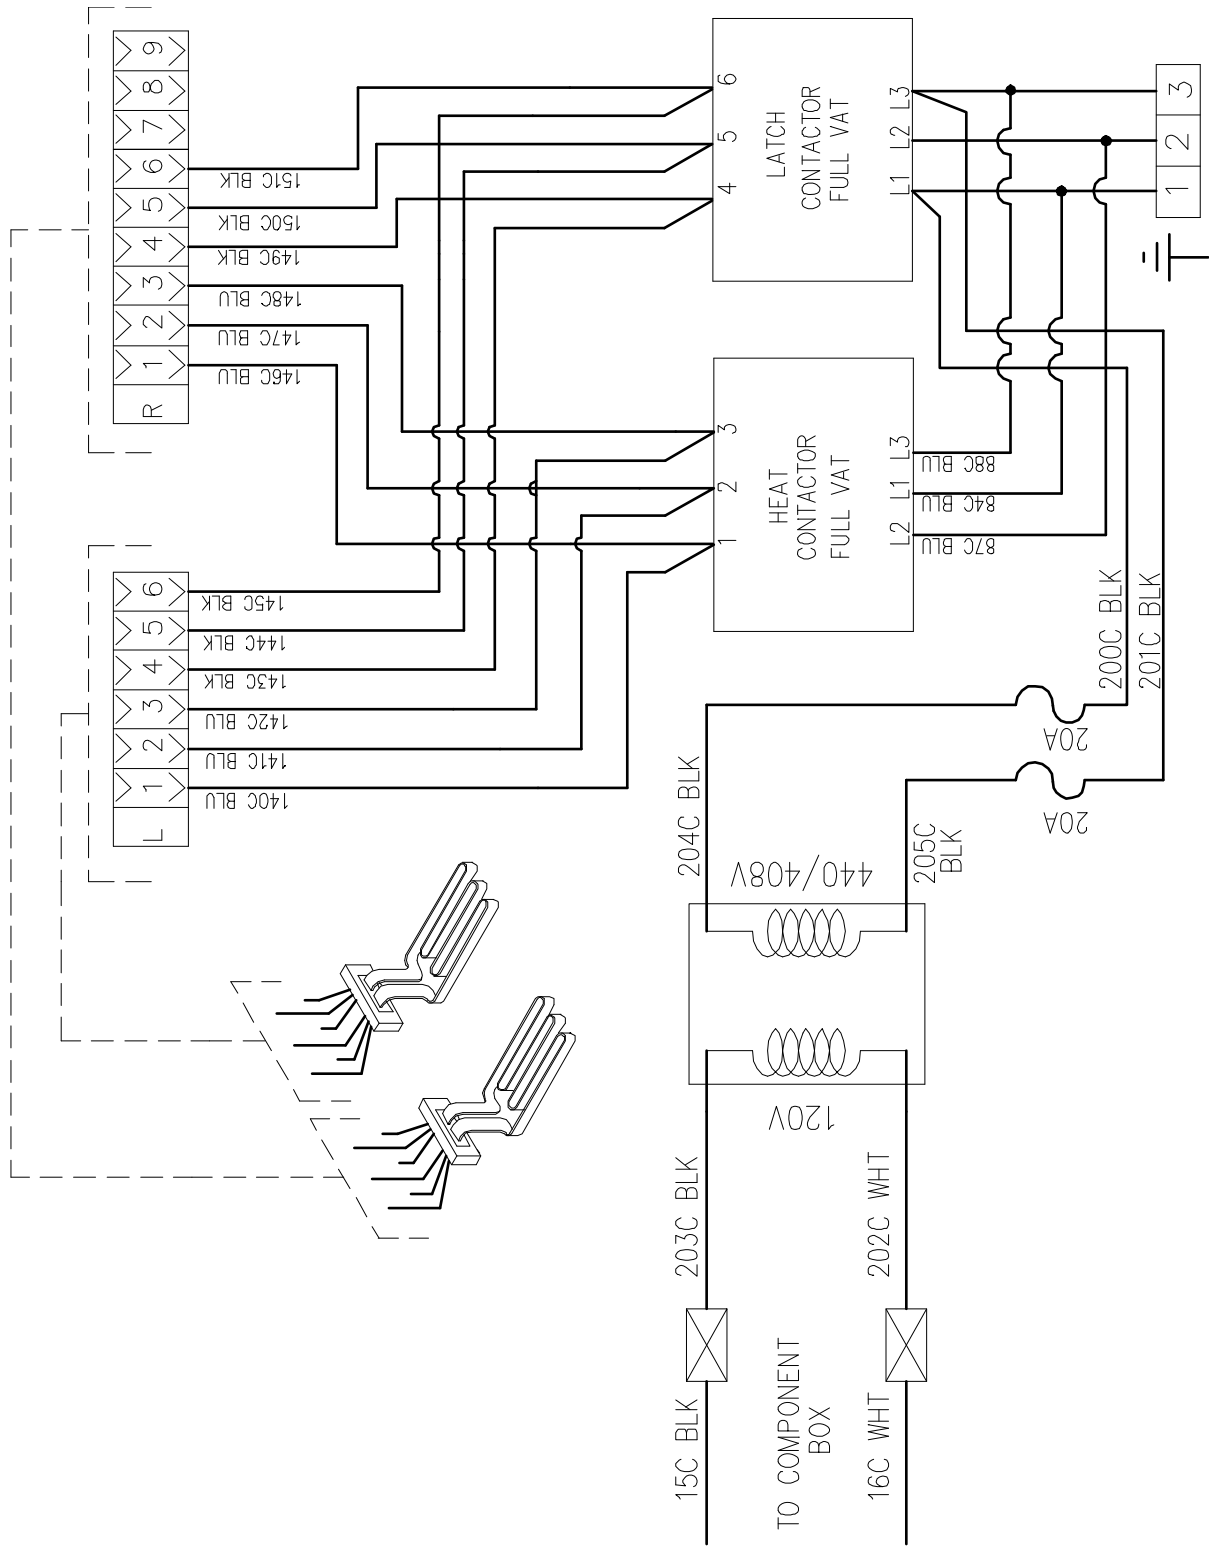 9
8
7
6
5
4
3
2
1
R
151C BLK
150C BLK
149C BLK
148C BLU
147C BLU
146C BLU
6
5
4
LATCH
CONTACTOR
FULL VAT
L3
L2
L1
3
2
1
3
2
1
HEAT
CONTACTOR
FULL VAT
L3
L1
L2
88C BLU
84C BLU
87C BLU
6
5
4
3
2
1
L
145C BLK
144C BLK
143C BLK
142C BLU
141C BLU
140C BLU
200C BLK
201C BLK
20A
20A
204C BLK
205C
BLK
440/408V
120V
203C BLK
202C WHT
TO COMPONENT
BOX
15C BLK
16C WHT